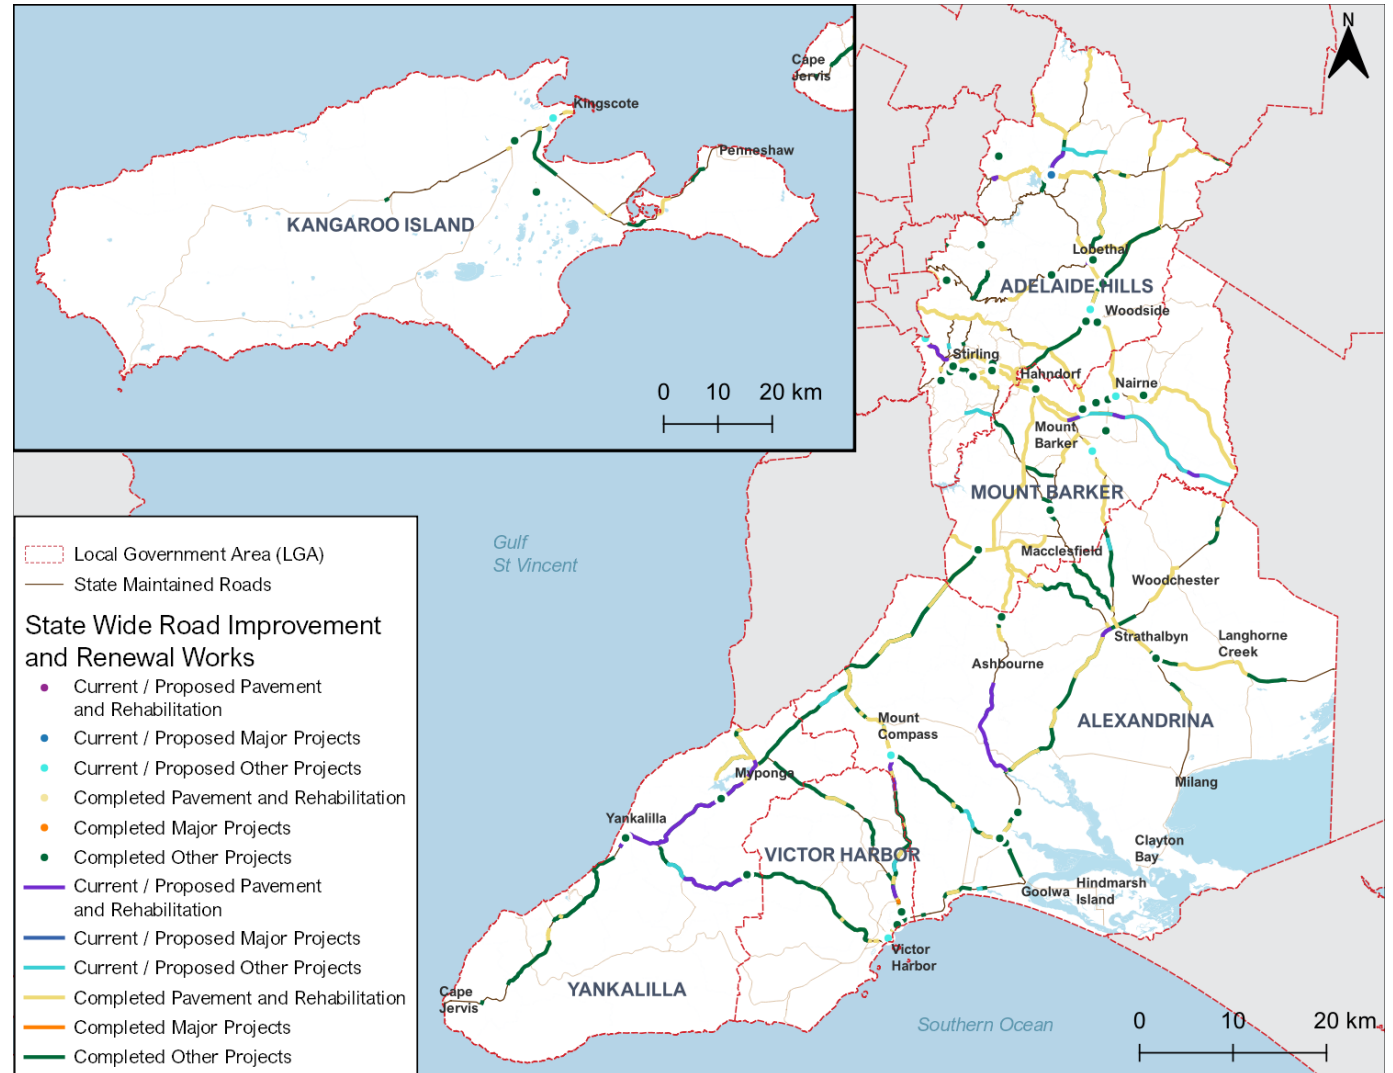 N
Cape
Jervis
Kingscote
Penneshaw
KANGAROO ISLAND
0 10 20 km
Lobethal
ADELAIDE HILLS
Woodside
Stirling
Hahndorf
Nairne
Mount
Barker
MOUNT BARKER
Gulf
St Vincent
Macclesfield
Woodchester
Strathalbyn
Langhorne
Creek
Ashbourne
ALEXANDRINA
Mount
Compass
Myponga
Milang
Yankalilla
VICTOR HARBOR
Clayton
Bay
Goolwa
Hindmarsh
Island
Victor
Harbor
YANKALILLA
Cape
Jervis
Southern Ocean
0 10 20 km
Local Government Area (LGA)
State Maintained Roads
State Wide Road Improvement
and Renewal Works
Current / Proposed Pavement
and Rehabilitation
Current / Proposed Major Projects
Current / Proposed Other Projects
Completed Pavement and Rehabilitation
Completed Major Projects
Completed Other Projects
Current / Proposed Pavement
and Rehabilitation
Current / Proposed Major Projects
Current / Proposed Other Projects
Completed Pavement and Rehabilitation
Completed Major Projects
Completed Other Projects